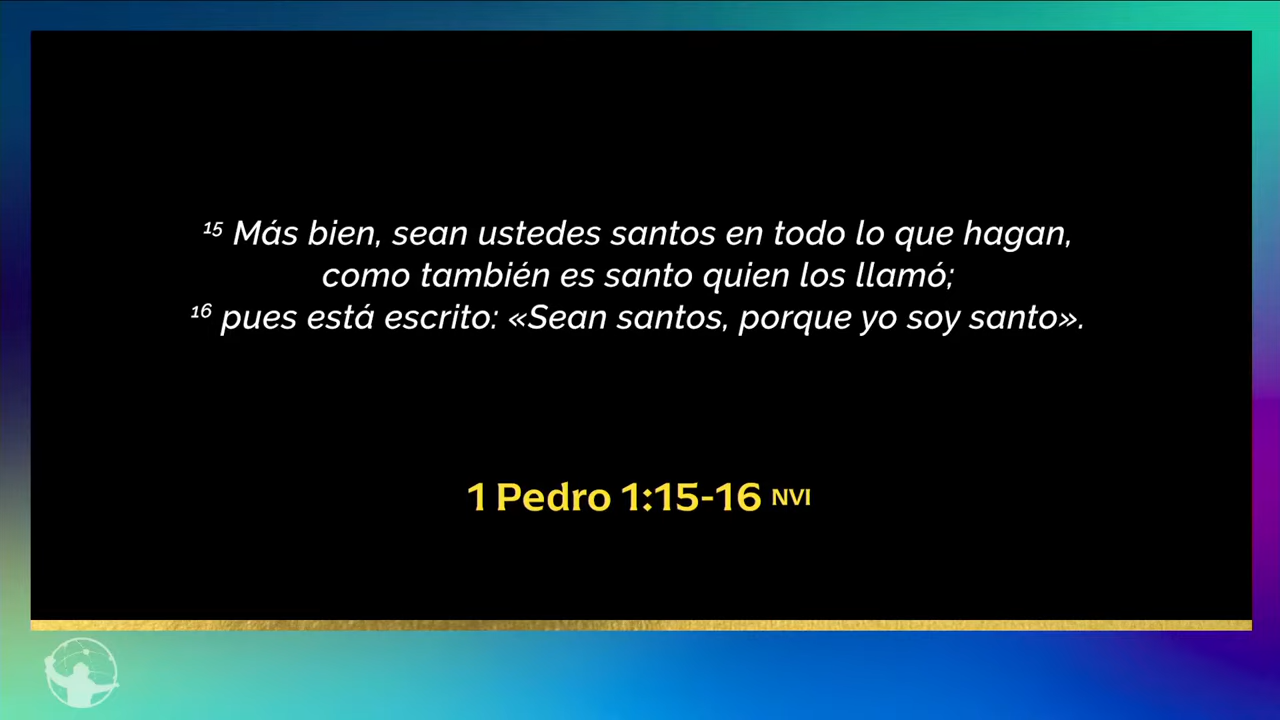 ¹⁵ Más bien, sean ustedes santos en todo lo que hagan,
como también es santo quien los llamó;
¹⁶ pues está escrito: «Sean santos, porque yo soy santo».
1 Pedro 1:15-16 NVI